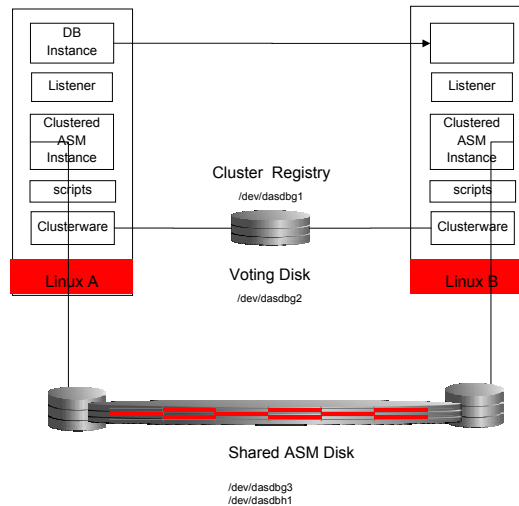 DB
Instance
Listener
Clustered
ASM
Instance
scripts
Clusterware
Linux A
Listener
Clustered
ASM
Instance
scripts
Clusterware
Linux B
Cluster Registry
/dev/dasdbg1
Voting Disk
/dev/dasdbg2
Shared ASM Disk
/dev/dasdbg3
/dev/dasdbh1